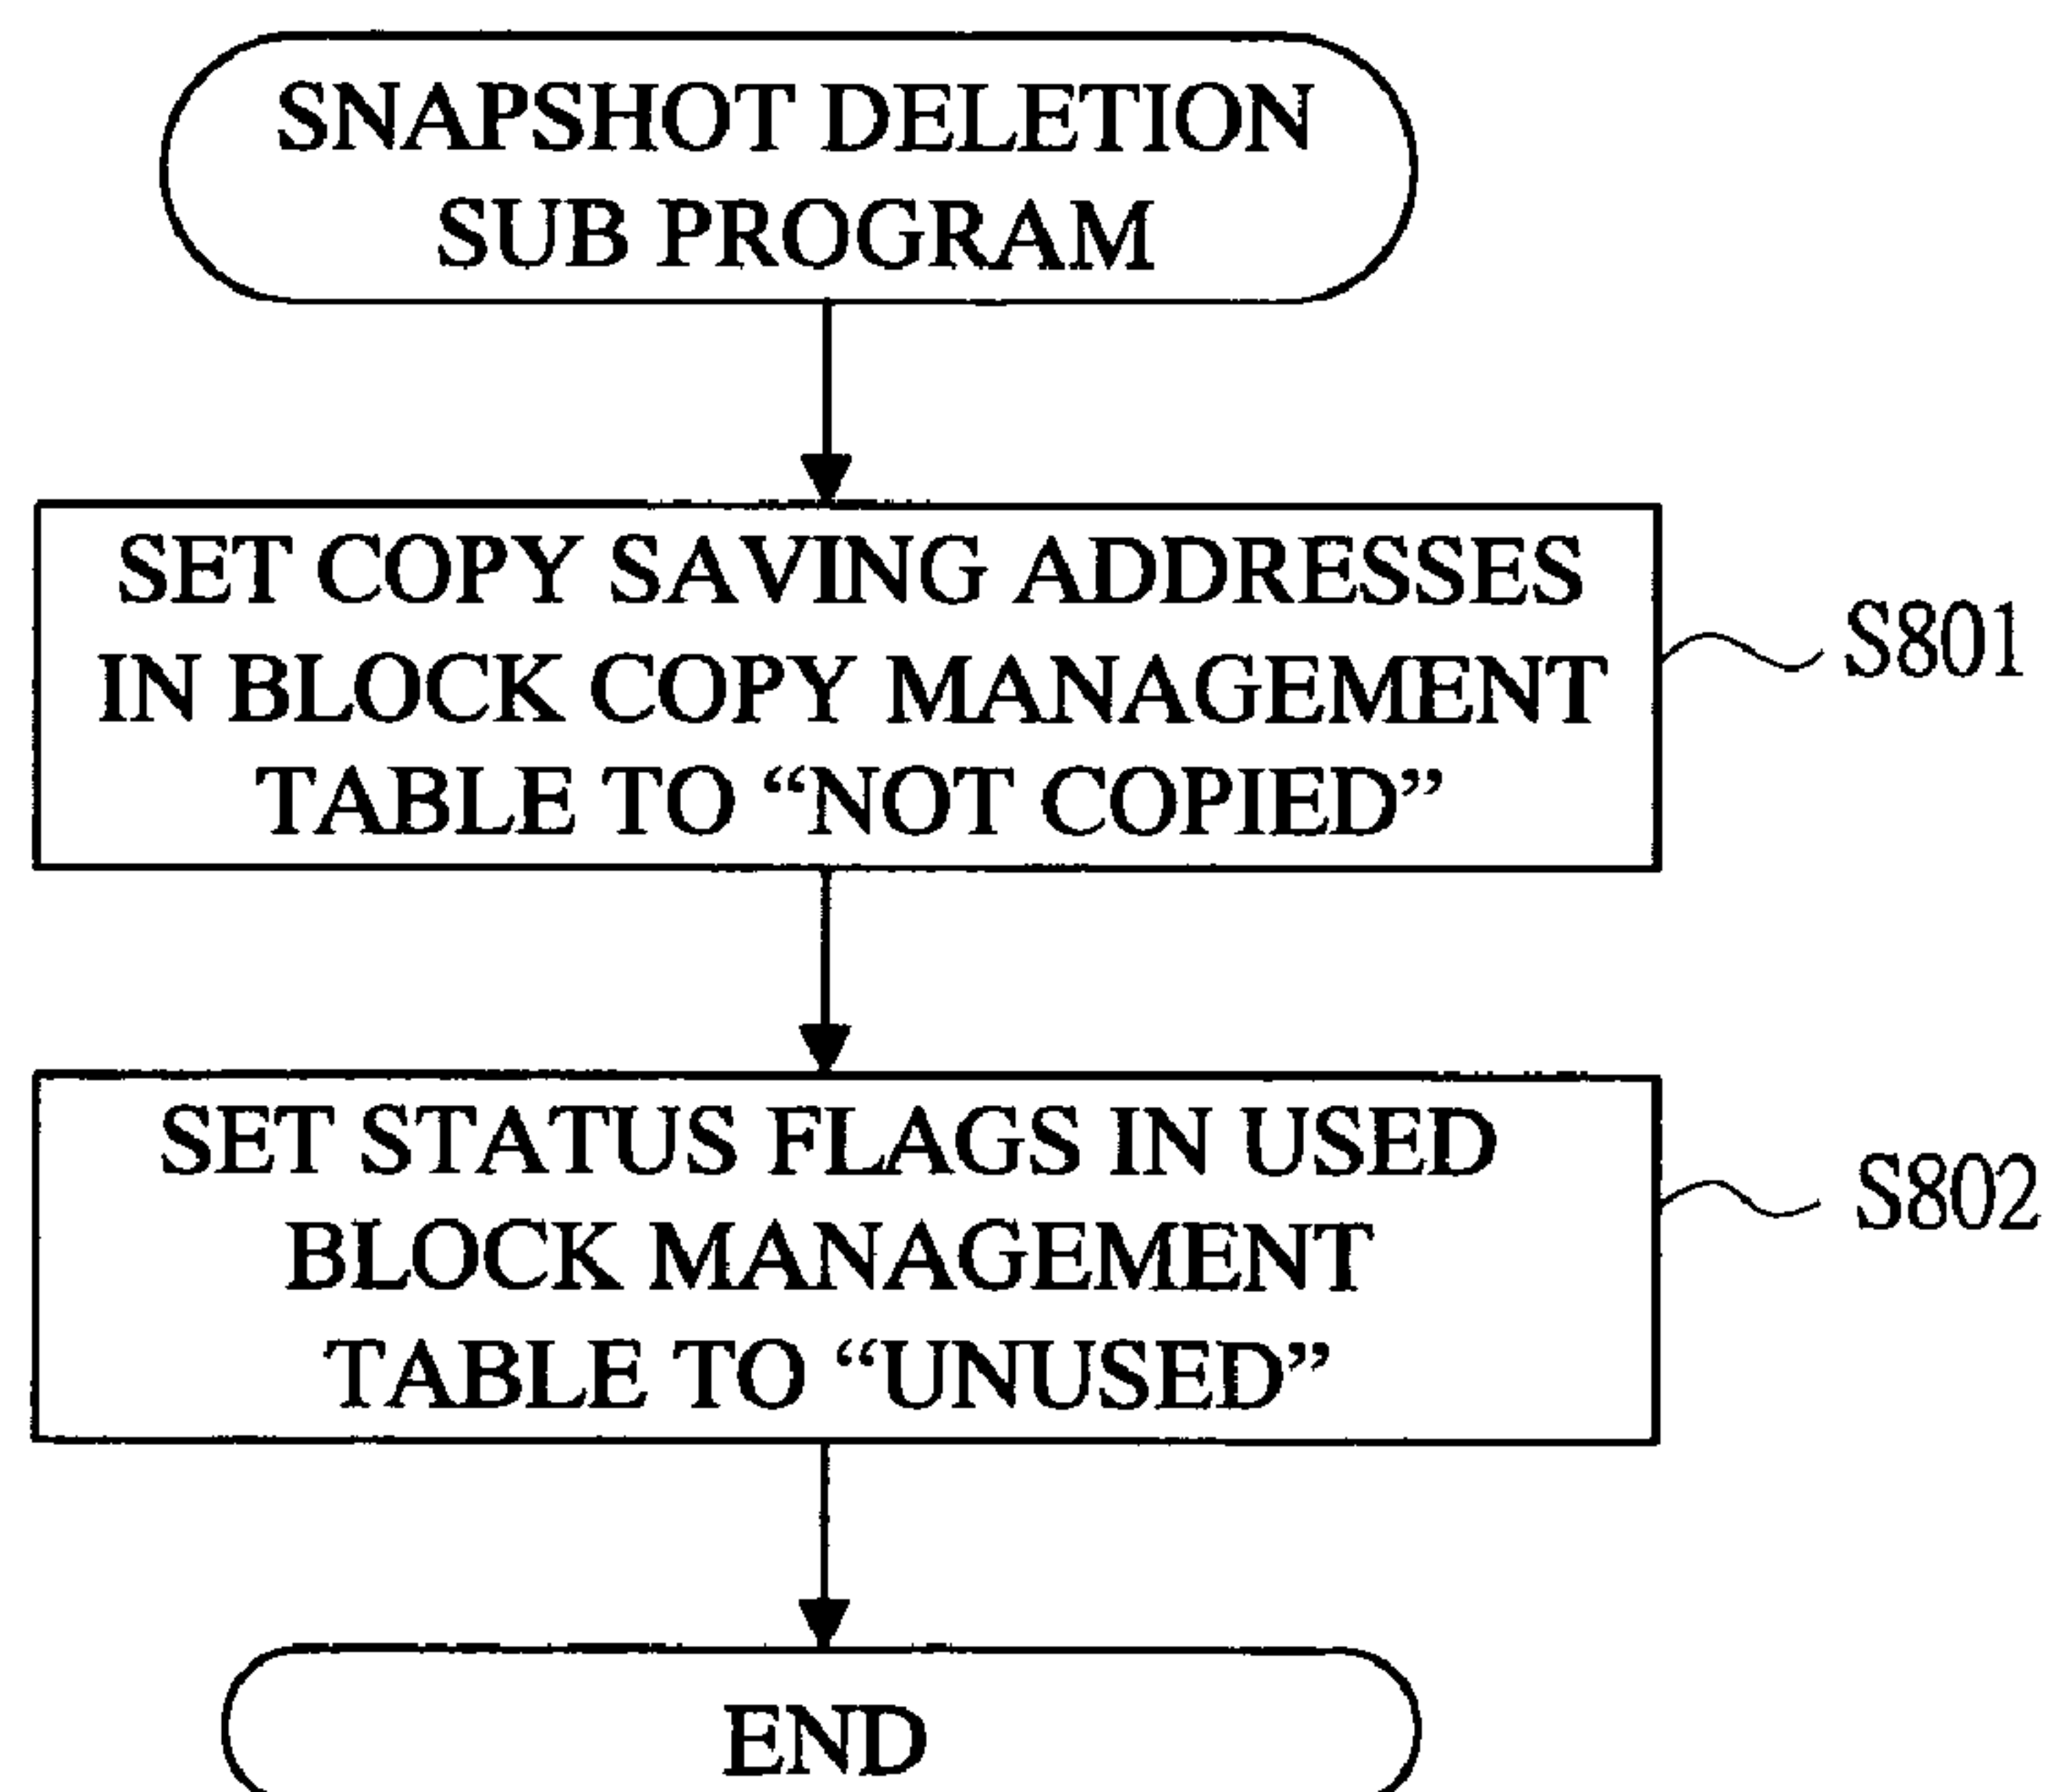 SNAPSHOT DELETION
SUB PROGRAM
SET COPY SAVING ADDRESSES
IN BLOCK COPY MANAGEMENT
TABLE TO “NOT COPIED”
S801
SET STATUS FLAGS IN USED
BLOCK MANAGEMENT
TABLE TO “UNUSED”
S802
END